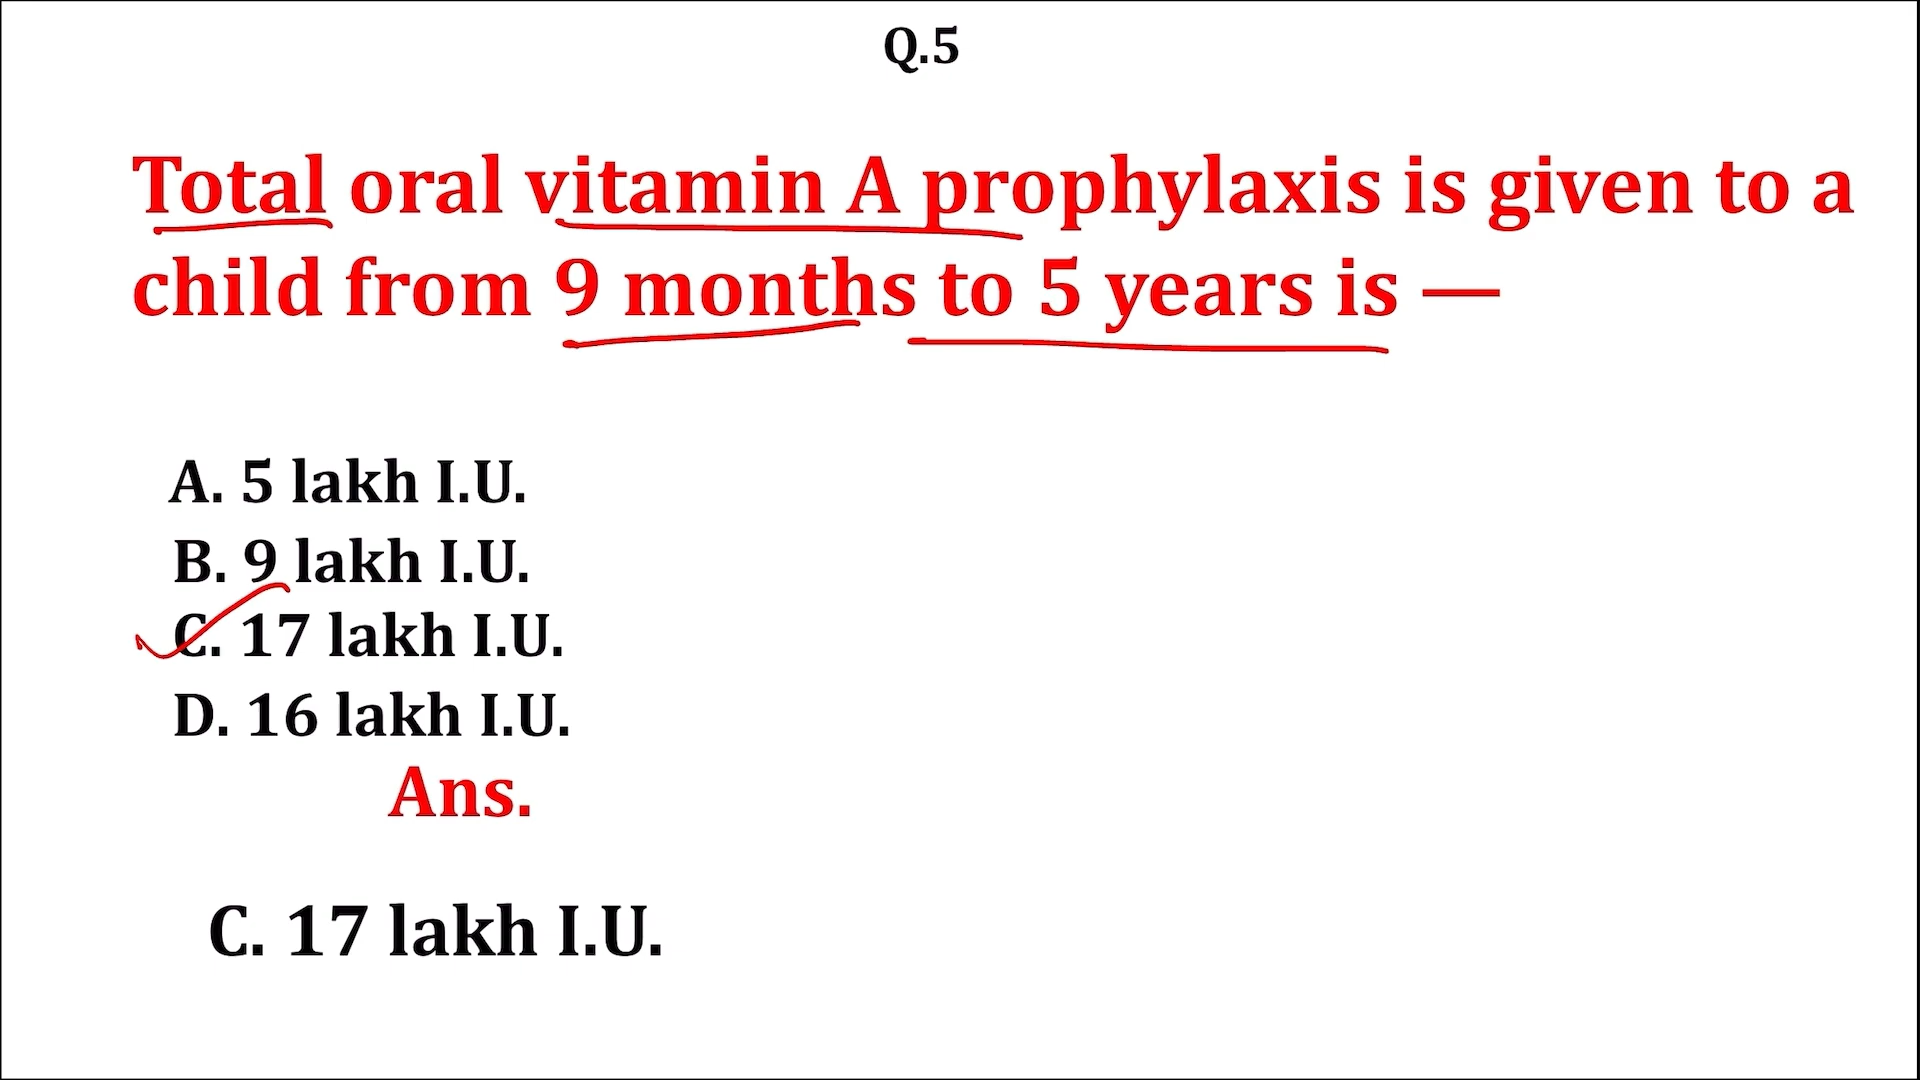 Q.5
Total oral vitamin A prophylaxis is given to a
child from 9 months to 5 years is —
A. 5 lakh I.U.
B. 9 lakh I.U.
C. 17 lakh I.U.
D. 16 lakh I.U.
Ans.
C. 17 lakh I.U.